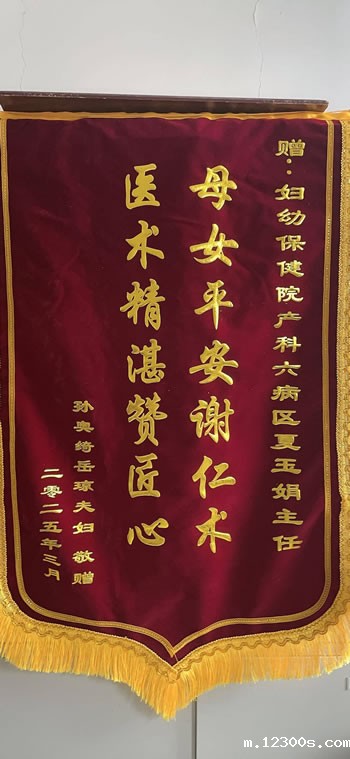 赠：妇幼保健院产科六病区夏玉娟主任
母女平安谢仁术
医术精湛赞匠心
孙奥绮岳琼夫妇 敬赠
二零二五年三月
m.12300s.com